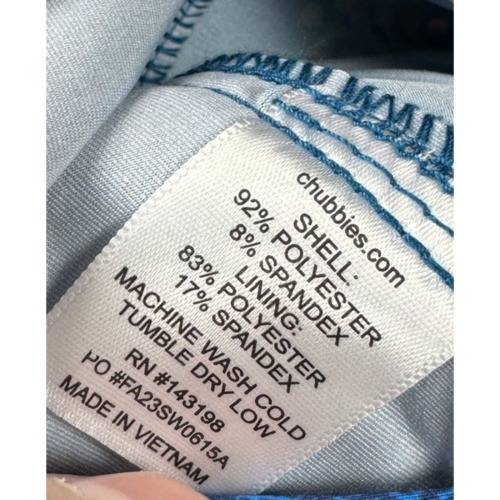 chubbies.com
SHELL:
92% POLYESTER
8% SPANDEX
LINING:
83% POLYESTER
17% SPANDEX
MACHINE WASH COLD
TUMBLE DRY LOW
RN #143198
PO #FA23SW0615A
MADE IN VIETNAM